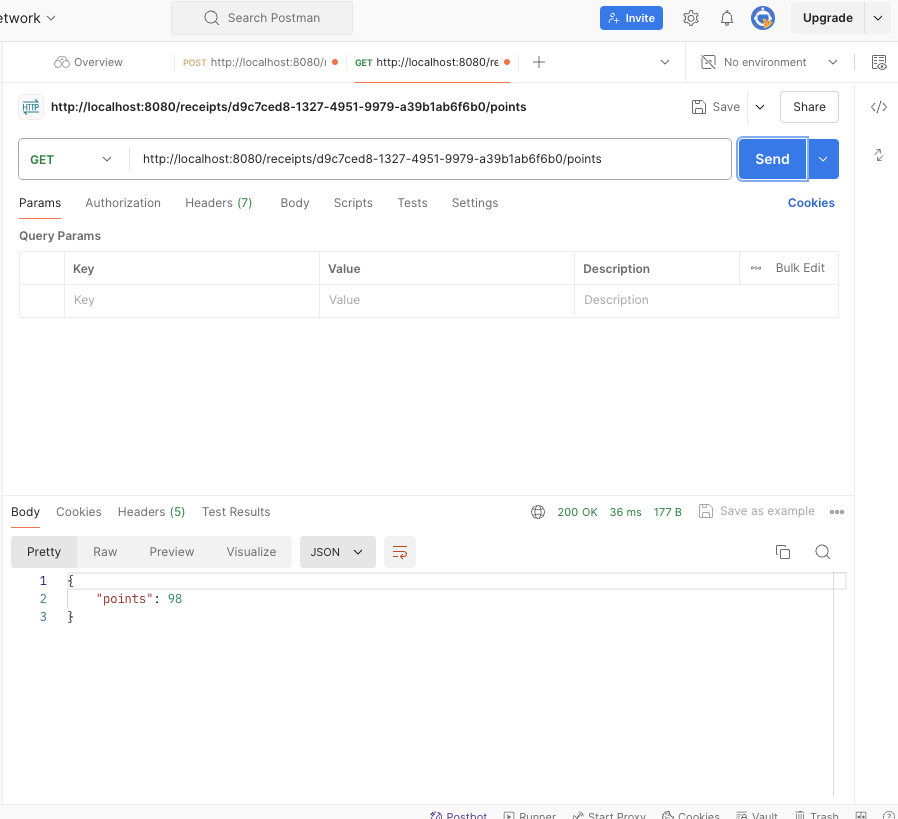 etwork Search Postman Invite Upgrade
Overview POST http://localhost:8080/r GET http://localhost:8080/re No environment
HTTP http://localhost:8080/receipts/d9c7ced8-1327-4951-9979-a39b1ab6f6b0/points Save Share
GET http://localhost:8080/receipts/d9c7ced8-1327-4951-9979-a39b1ab6f6b0/points Send
Params Authorization Headers (7) Body Scripts Tests Settings Cookies
Query Params
Key Value Description Bulk Edit
Key Value Description
Body Cookies Headers (5) Test Results 200 OK 36 ms 177 B Save as example
Pretty Raw Preview Visualize JSON
1 {
2 "points": 98
3 }
Postbot Runner Start Proxy Cookies Vault Trash